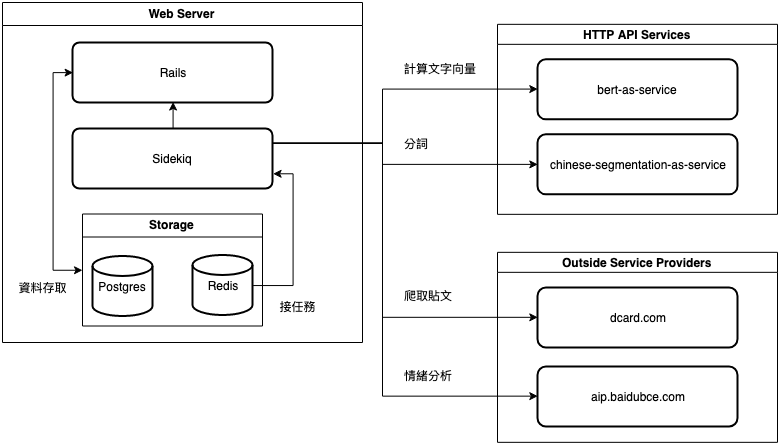 Web Server
Rails
Sidekiq
Storage
Postgres
Redis
資料存取
接任務
計算文字向量
分詞
爬取貼文
情緒分析
HTTP API Services
bert-as-service
chinese-segmentation-as-service
Outside Service Providers
dcard.com
aip.baidubce.com